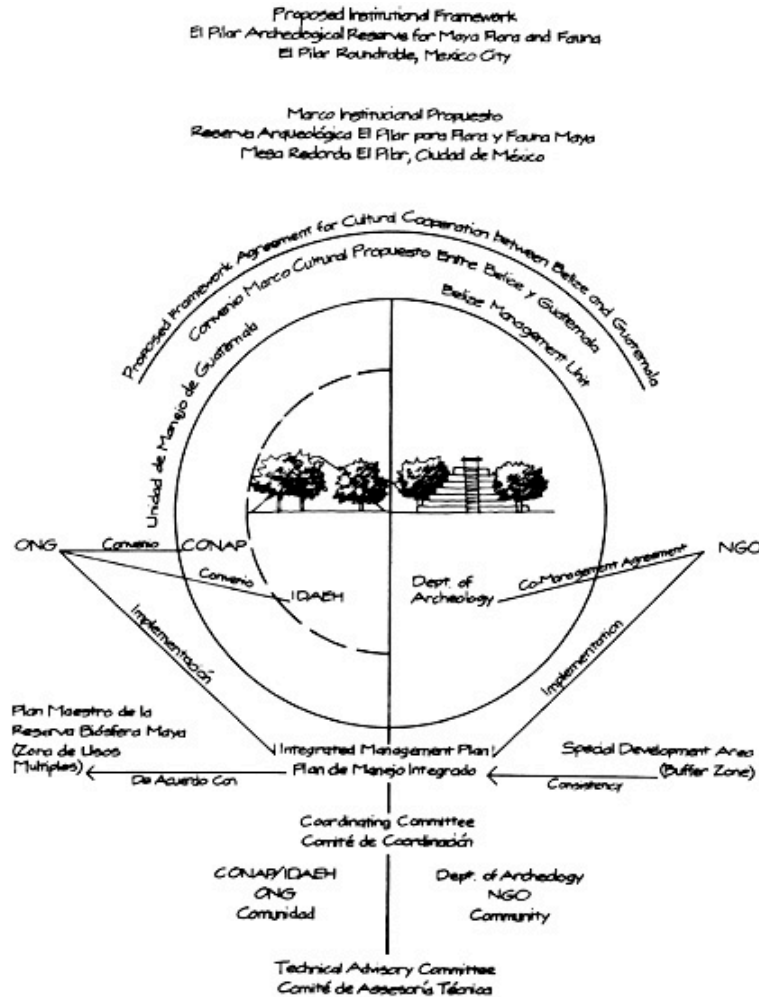 Proposed Institutional Framework
El Pilar Archeological Reserve for Maya Flora and Fauna
El Pilar Roundtable, Mexico City
Marco Institucional Propuesto
Reserva Arqueológica El Pilar para Flora y Fauna Maya
Mesa Redonda El Pilar, Ciudad de México
Proposed Framework Agreement for Cultural Cooperation between Belize and Guatemala
Convenio Marco Cultural Propuesto Entre Belice y Guatemala
Unidad de Manejo de Guatemala
Belize Management Unit
ONG
Convenio
CONAP
Convenio
IDAEH
Dept. of
Archeology
Co-Management Agreement
NGO
Implementación
Implementation
Plan Maestro de la
Reserva Biósfera Maya
(Zona de Usos
Multiples)
De Acuerdo Con
Integrated Management Plan
Plan de Manejo Integrado
Special Development Area
(Buffer Zone)
Consistency
Coordinating Committee
Comité de Coordinación
CONAP/IDAEH
ONG
Comunidad
Dept. of Archeology
NGO
Community
Technical Advisory Committee
Comité de Assesoría Técnica